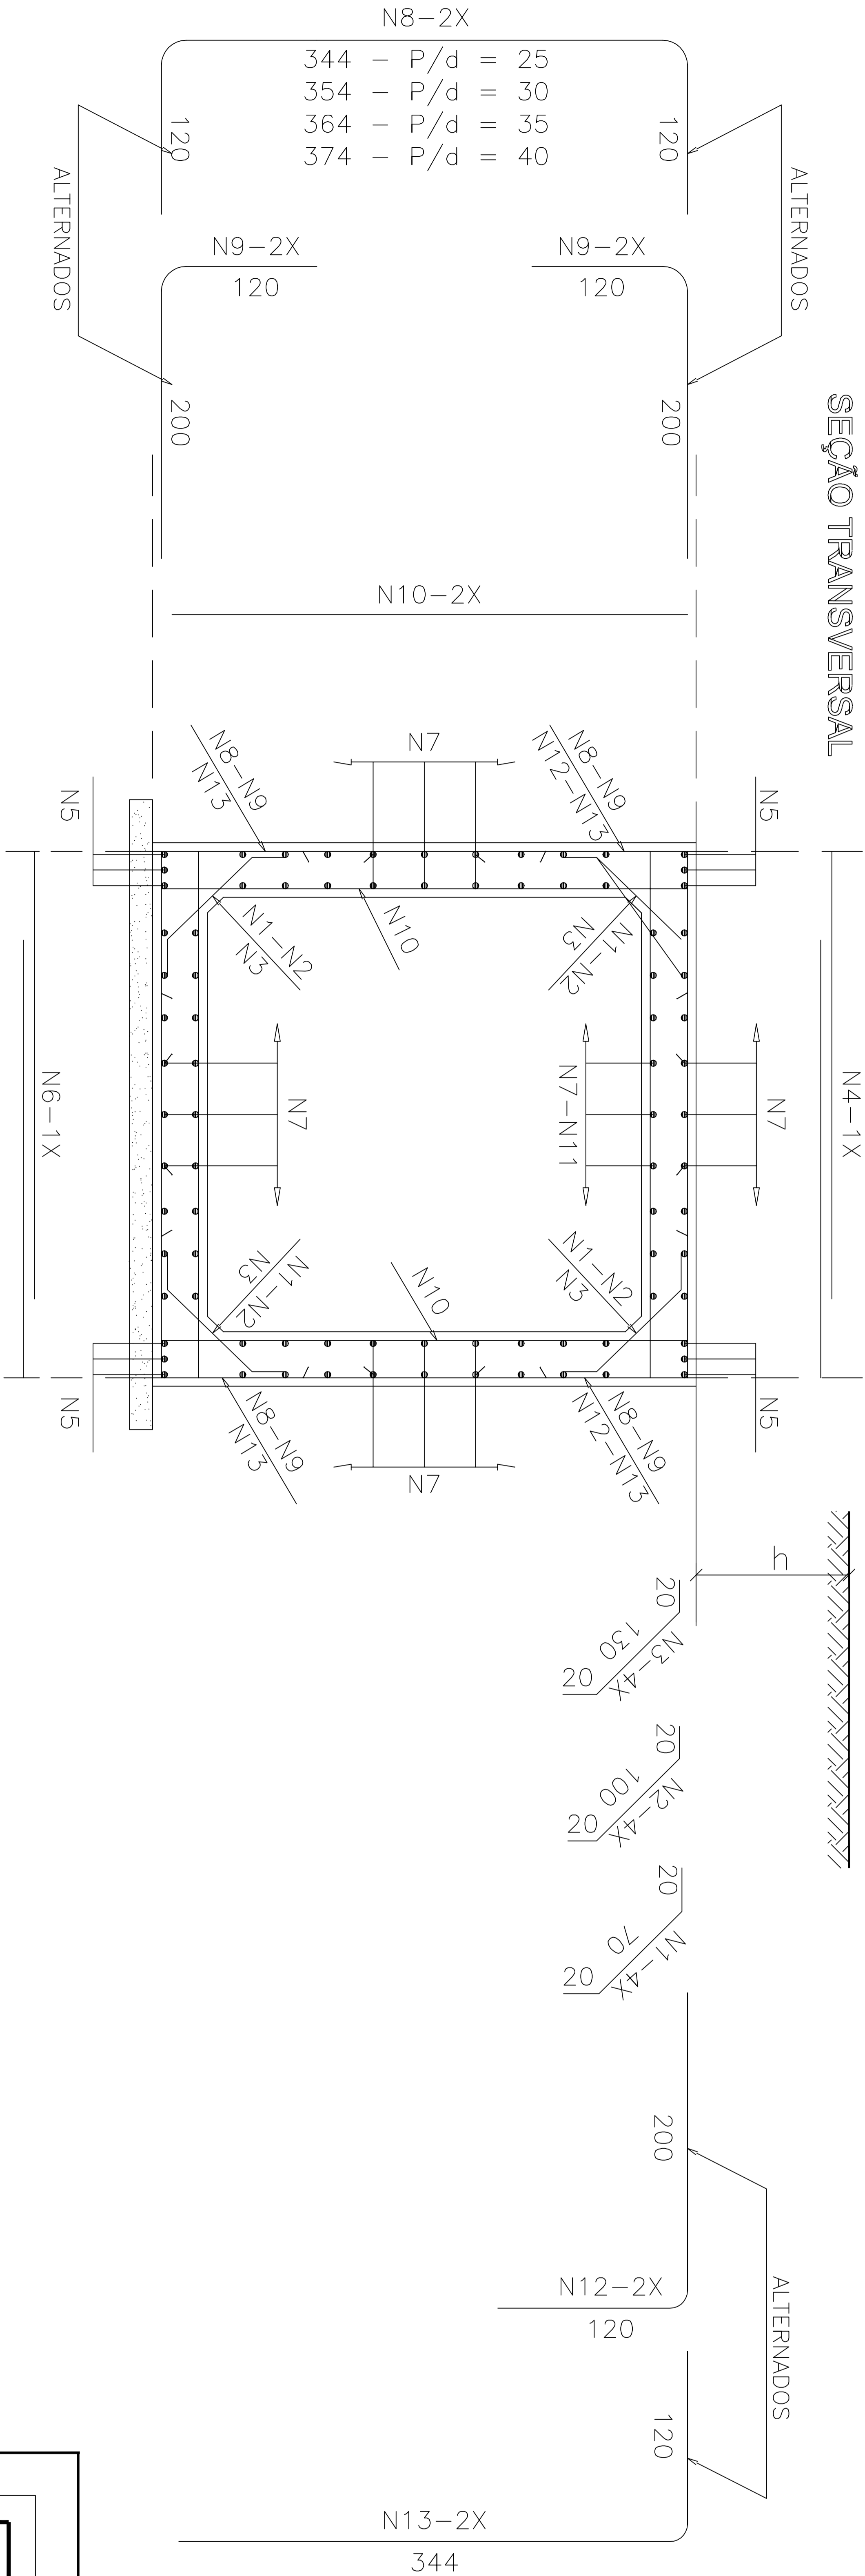 N8-2X
344 - P/d = 25
354 - P/d = 30
364 - P/d = 35
374 - P/d = 40
120
120
ALTERNADOS
ALTERNADOS
N9-2X
120
N9-2X
120
200
200
SEÇÃO TRANSVERSAL
N10-2X
N8-N9
N13
N7
N8-N9
N12-N13
N5
N5
N1-N2
N3
N10
N1-N2
N3
N6-1X
N7
N7-N11
N7
N4-1X
N1-N2
N3
N10
N1-N2
N3
N5
N8-N9
N13
N7
N8-N9
N12-N13
N5
h
20
130
N3-4X
20
20
100
N2-4X
20
20
70
N1-4X
20
200
N12-2X
120
ALTERNADOS
120
N13-2X
344